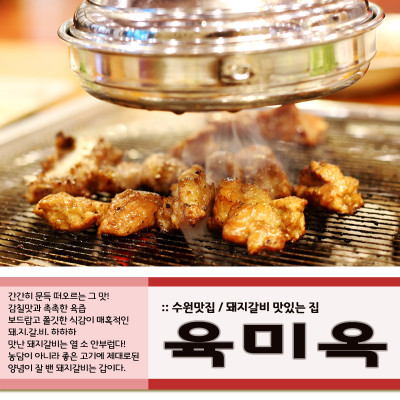 간간히 문득 떠오르는 그 맛!
감칠맛과 촉촉한 육즙
보드랍고 쫄깃한 식감이 매혹적인
돼.지.갈.비. 하하하
맛난 돼지갈비는 열 소 안부럽다!
농담이 아니라 좋은 고기에 제대로된
양념이 잘 밴 돼지갈비는 갑이다.
:: 수원맛집 / 돼지갈비 맛있는 집
육미옥